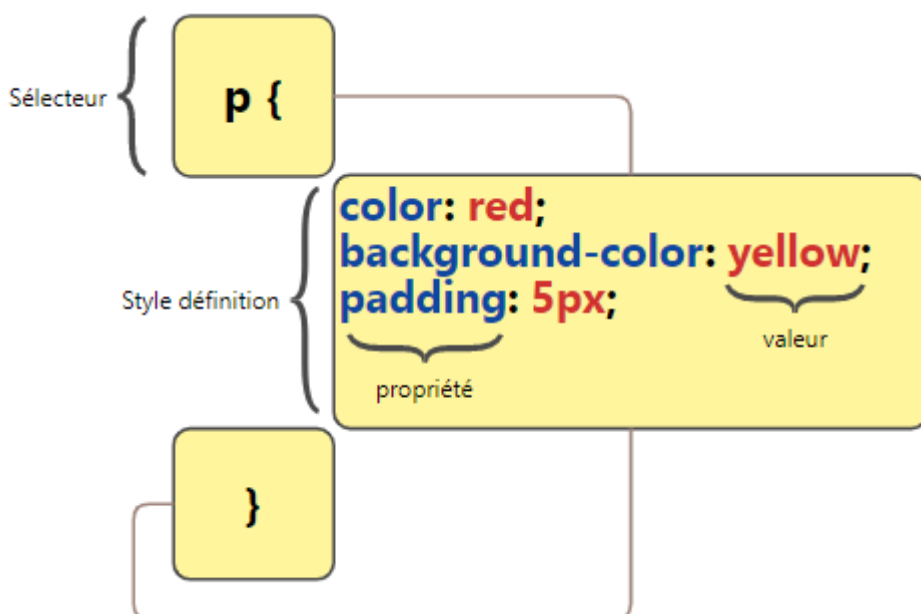 Sélecteur
p {
Style définition
color: red;
background-color: yellow;
padding: 5px;
valeur
propriété
}